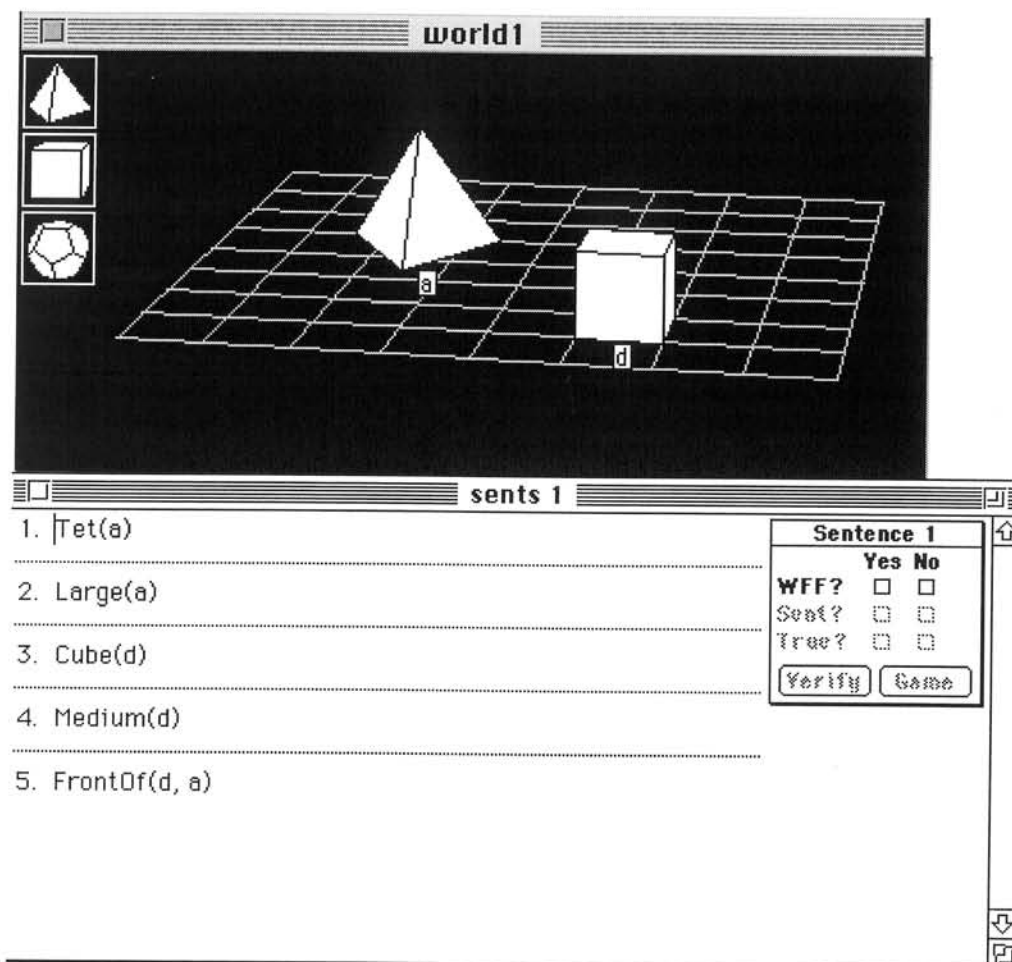 world1
a
d
sents 1
1. Tet(a)
2. Large(a)
3. Cube(d)
4. Medium(d)
5. FrontOf(d, a)
Sentence 1
Yes No
WFF?
Sent?
True?
Verify Game